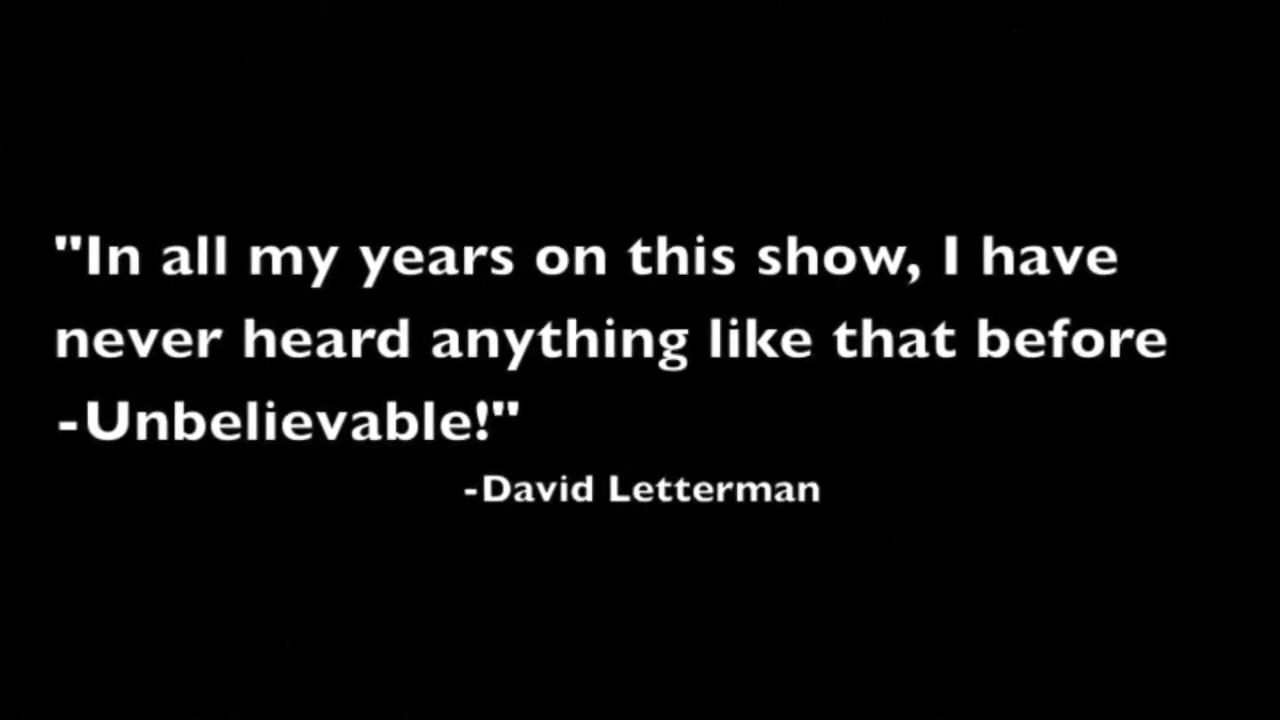 "In all my years on this show, I have
never heard anything like that before
-Unbelievable!"
-David Letterman